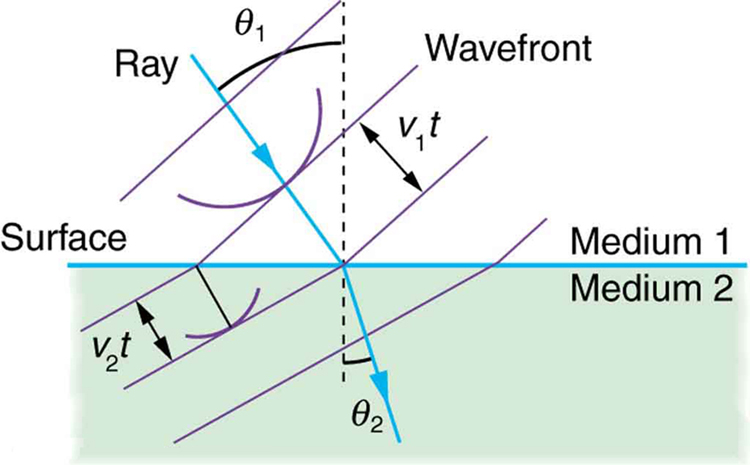 θ₁
Ray
Wavefront
v₁t
Surface
Medium 1
Medium 2
v₂t
θ₂